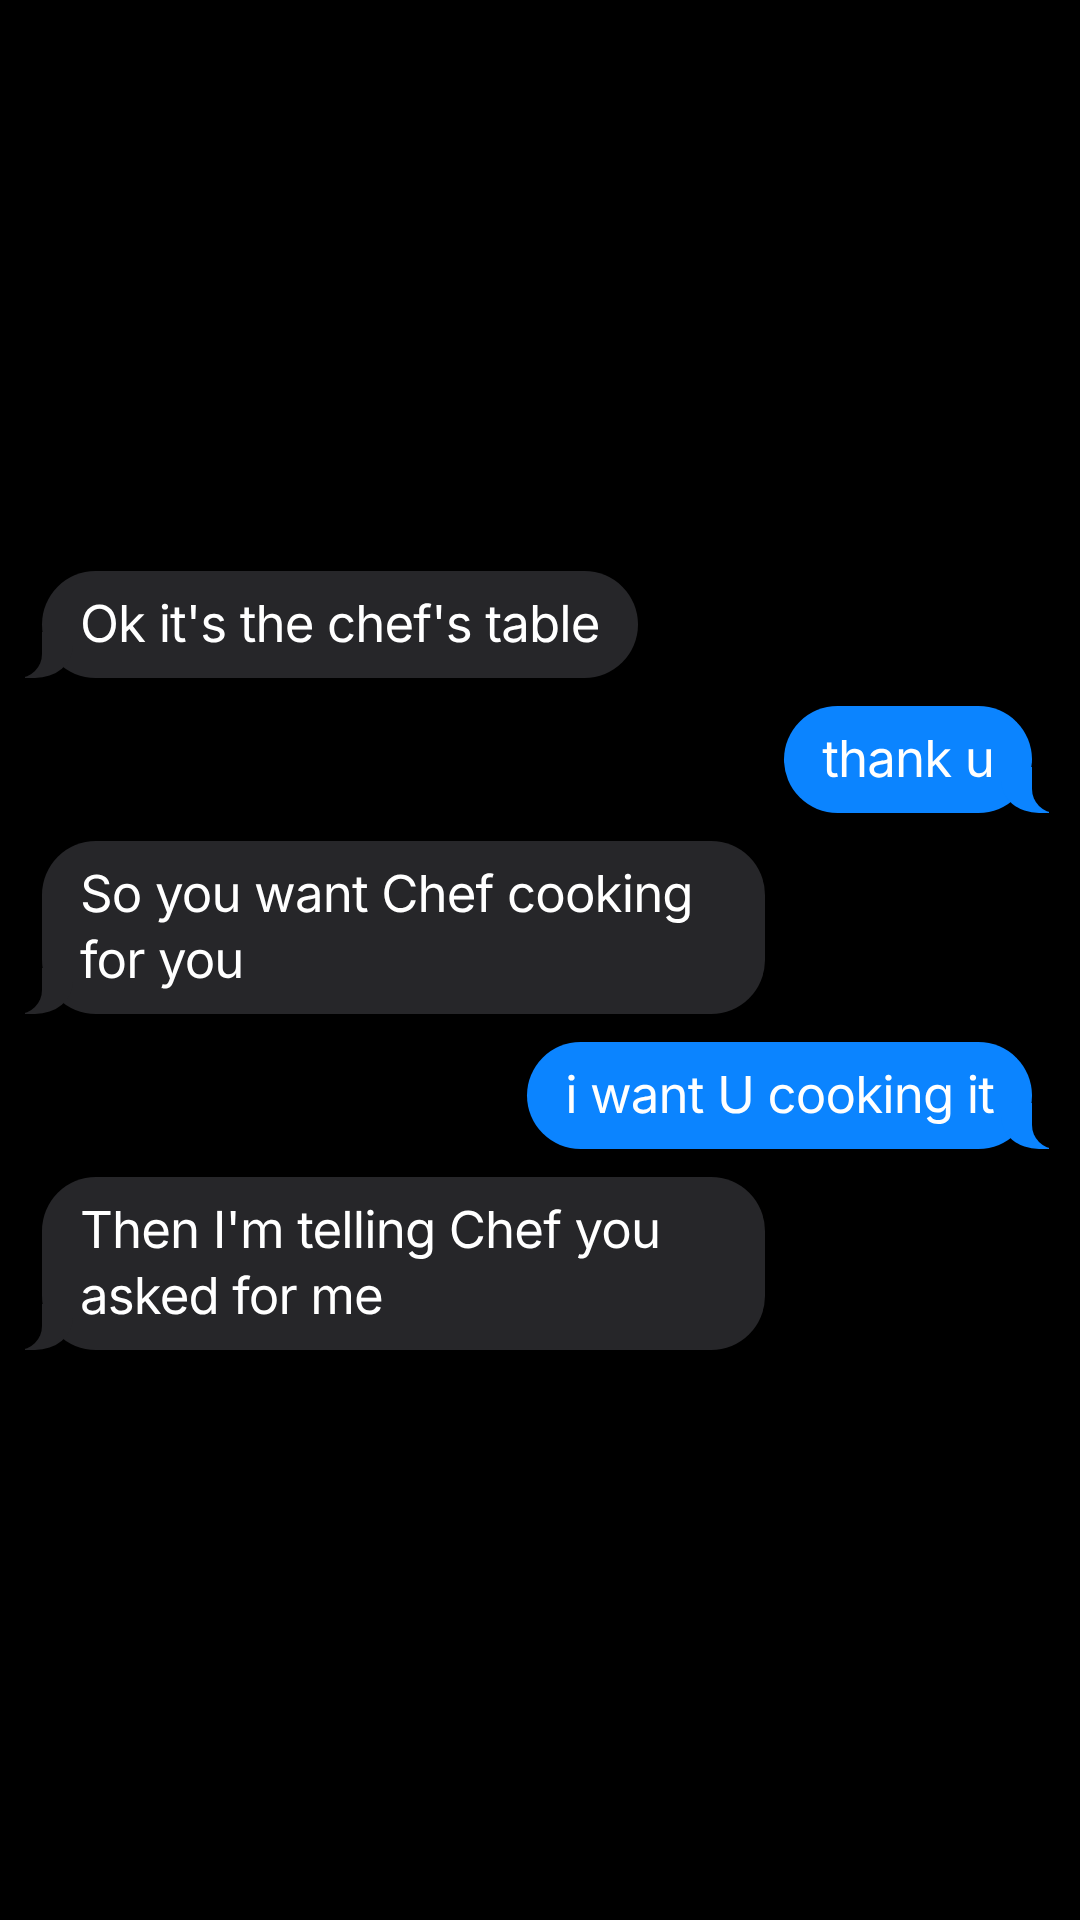 Ok it's the chef's table
thank u
So you want Chef cooking
for you
i want U cooking it
Then I'm telling Chef you
asked for me